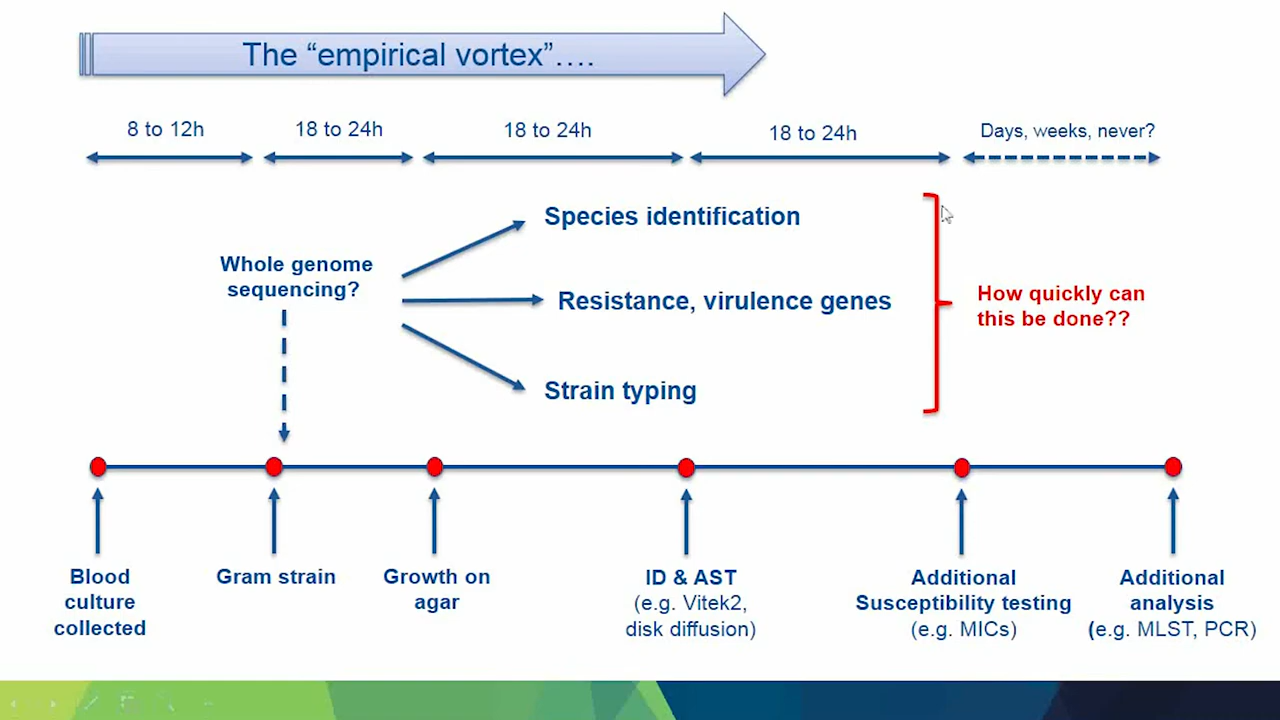 The “empirical vortex”….
8 to 12h
18 to 24h
18 to 24h
18 to 24h
Days, weeks, never?
Species identification
Whole genome
sequencing?
Resistance, virulence genes
How quickly can
this be done??
Strain typing
Blood
culture
collected
Gram strain
Growth on
agar
ID & AST
(e.g. Vitek2,
disk diffusion)
Additional
Susceptibility testing
(e.g. MICs)
Additional
analysis
(e.g. MLST, PCR)